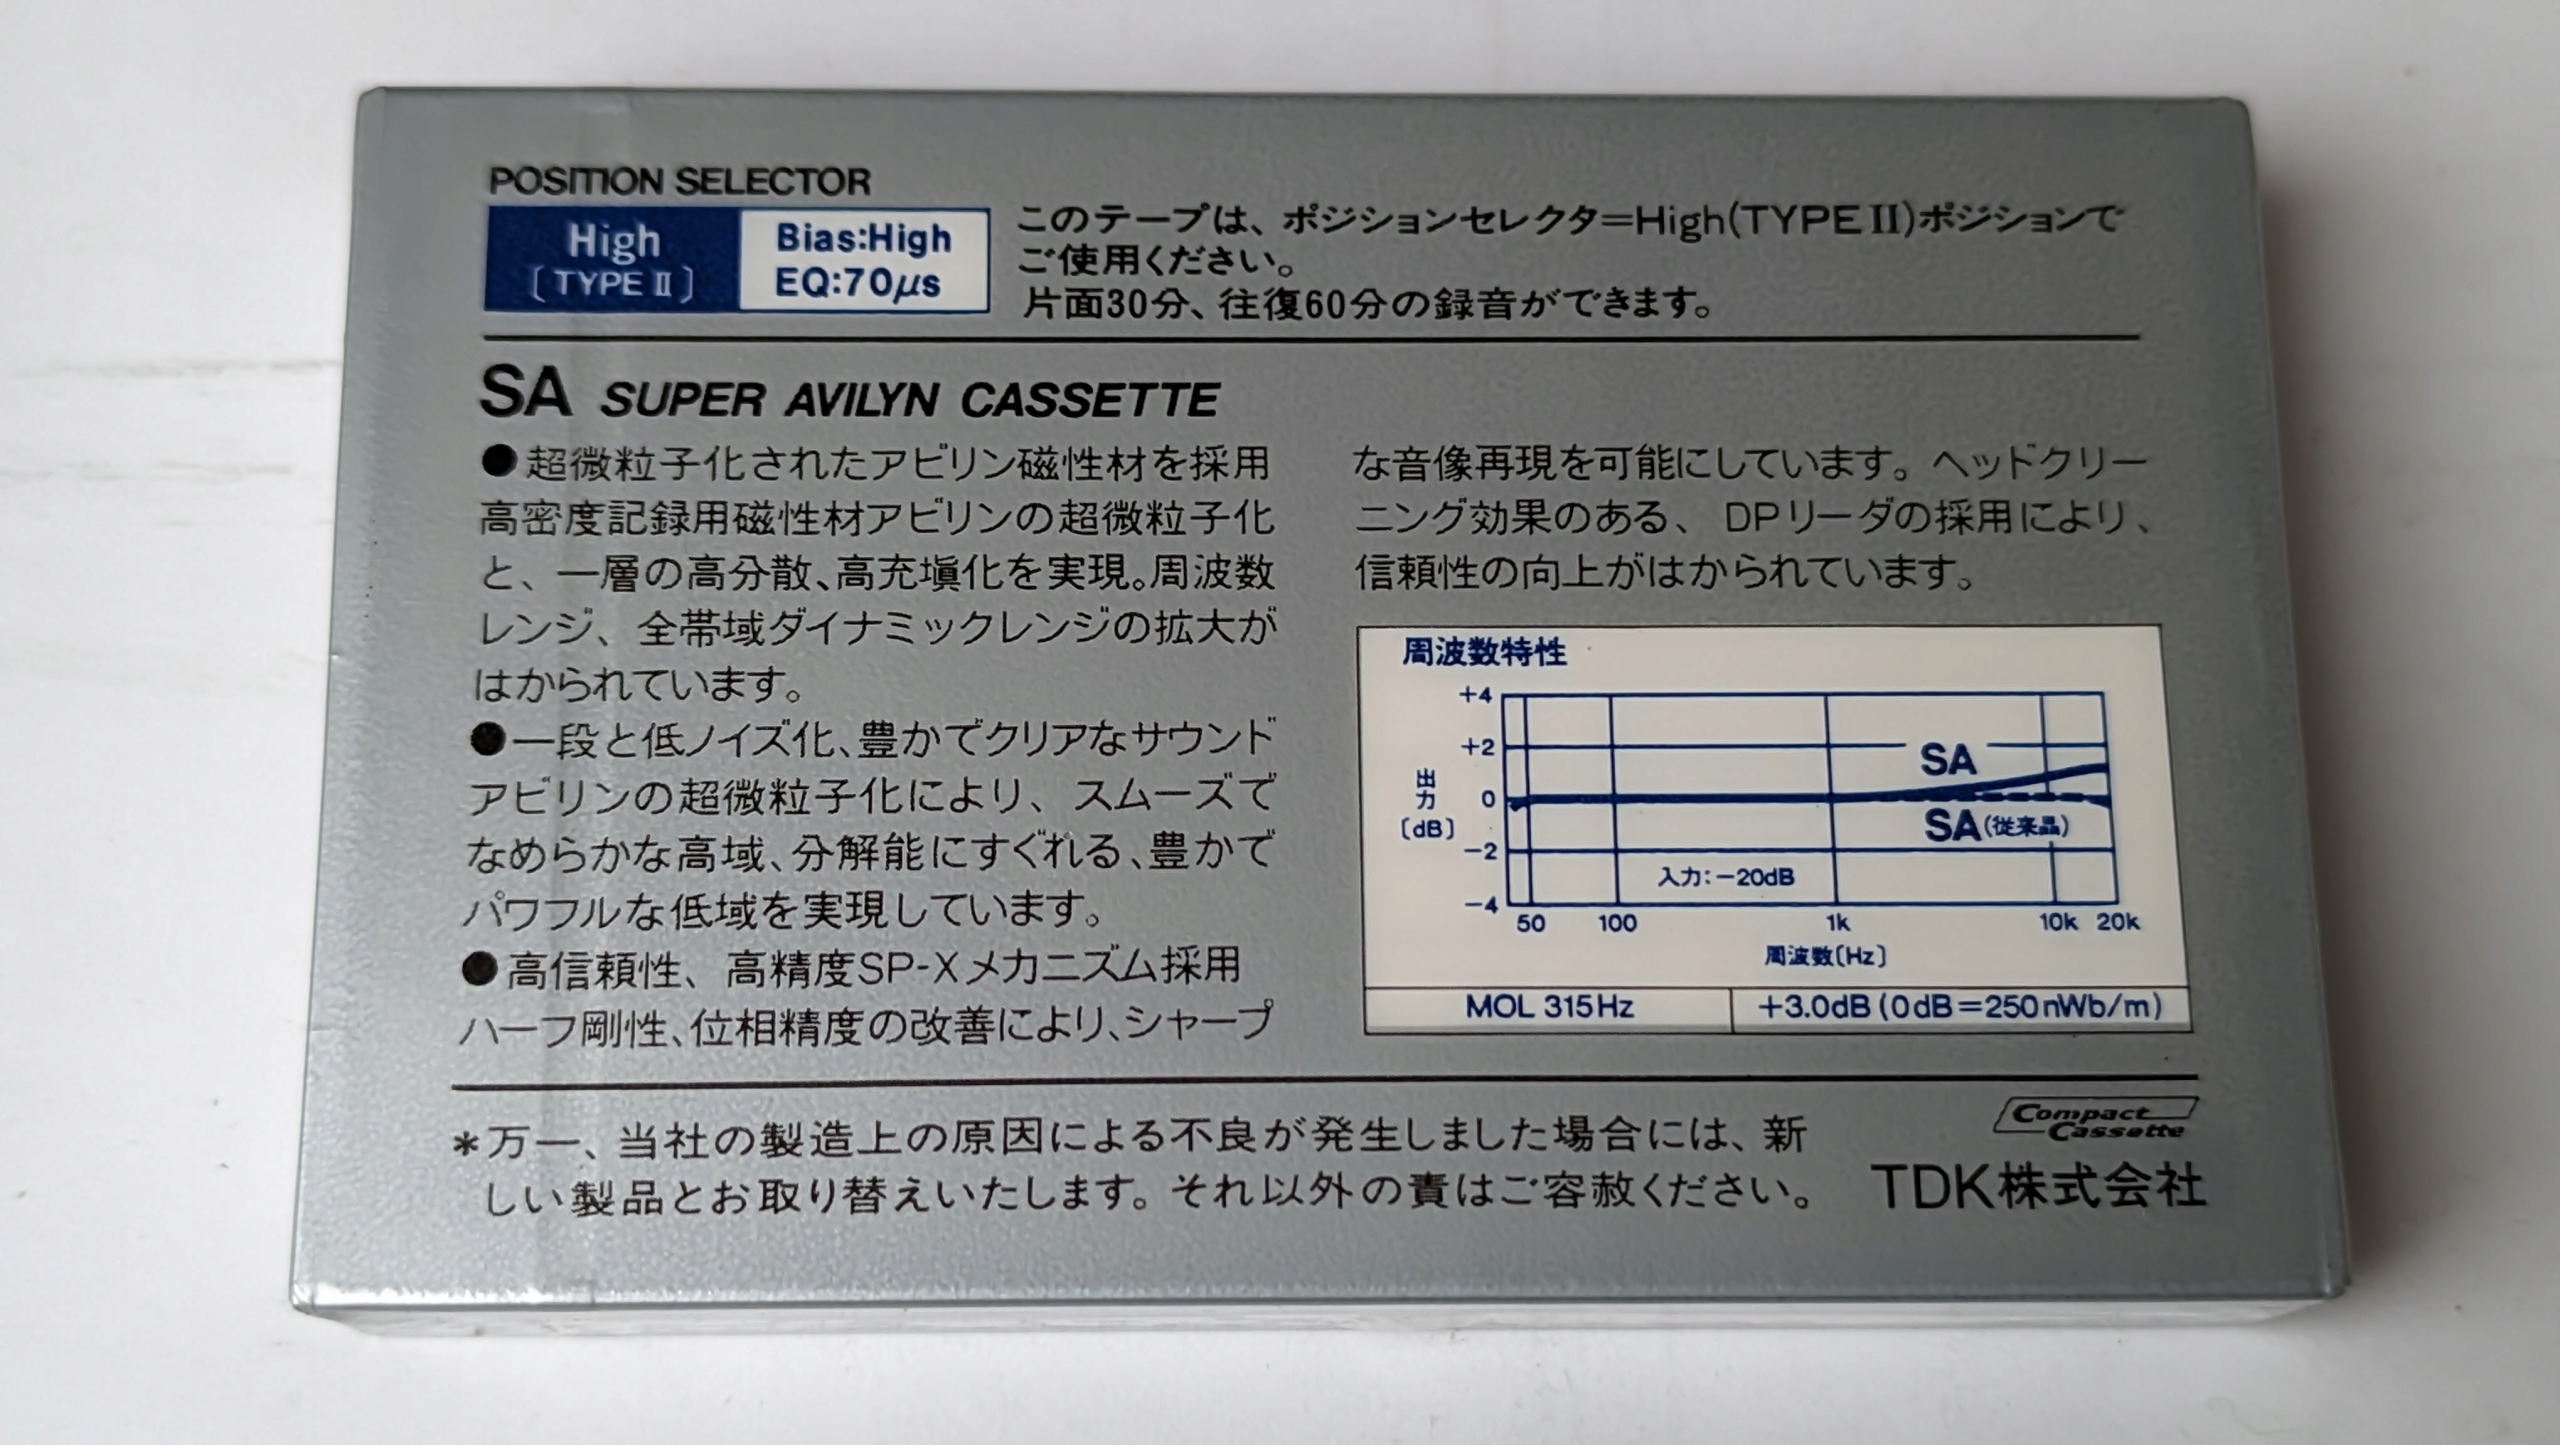 POSITION SELECTOR
High
〔TYPE II〕
Bias:High
EQ:70μs
このテープは、ポジションセレクタ=High(TYPE II)ポジションで
ご使用ください。
片面30分、往復60分の録音ができます。
SA SUPER AVILYN CASSETTE
●超微粒子化されたアビリン磁性材を採用
高密度記録用磁性材アビリンの超微粒子化
と、一層の高分散、高充塡化を実現。周波数
レンジ、全帯域ダイナミックレンジの拡大が
はかられています。
●一段と低ノイズ化、豊かでクリアなサウンド
アビリンの超微粒子化により、スムーズで
なめらかな高域、分解能にすぐれる、豊かで
パワフルな低域を実現しています。
●高信頼性、高精度SP-Xメカニズム採用
ハーフ剛性、位相精度の改善により、シャープ
な音像再現を可能にしています。ヘッドクリー
ニング効果のある、DPリーダの採用により、
信頼性の向上がはかられています。
周波数特性
+4
+2
0
-2
-4
出力
〔dB〕
SA
SA(従来品)
入力:-20dB
50 100 1k 10k 20k
周波数〔Hz〕
MOL 315Hz
+3.0dB(0dB=250nWb/m)
*万一、当社の製造上の原因による不良が発生しました場合には、新
しい製品とお取り替えいたします。それ以外の責はご容赦ください。
Compact
Cassette
TDK株式会社